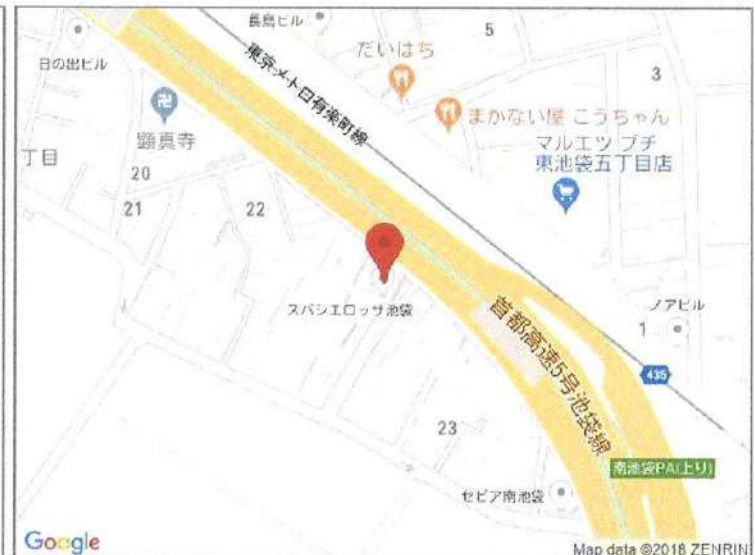 長島ビル
5
日の出ビル
だいはち
東京メトロ有楽町線
3
まかない屋 こうちゃん
顕真寺
マルエツ プチ
東池袋五丁目店
丁目
20
21
22
スパシエロッサ池袋
ノアビル
1
首都高速5号池袋線
435
23
南池袋PA(上り)
セピア南池袋
Google
Map data ©2018 ZENRIN